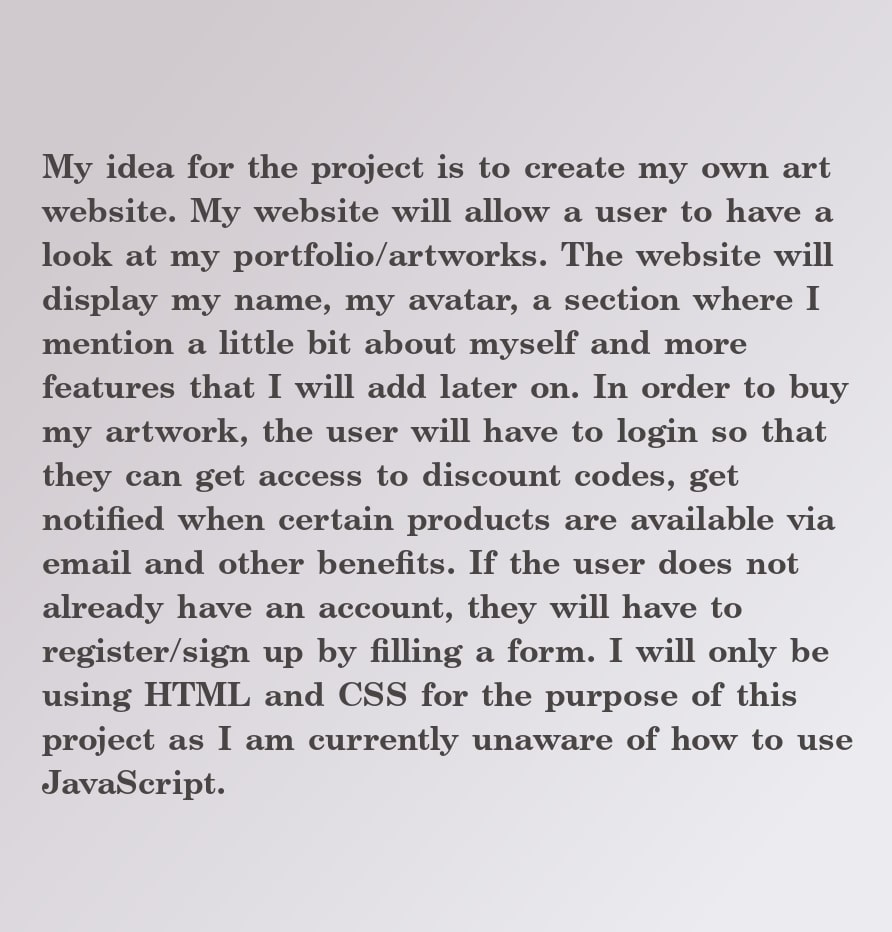 My idea for the project is to create my own art
website. My website will allow a user to have a
look at my portfolio/artworks. The website will
display my name, my avatar, a section where I
mention a little bit about myself and more
features that I will add later on. In order to buy
my artwork, the user will have to login so that
they can get access to discount codes, get
notified when certain products are available via
email and other benefits. If the user does not
already have an account, they will have to
register/sign up by filling a form. I will only be
using HTML and CSS for the purpose of this
project as I am currently unaware of how to use
JavaScript.